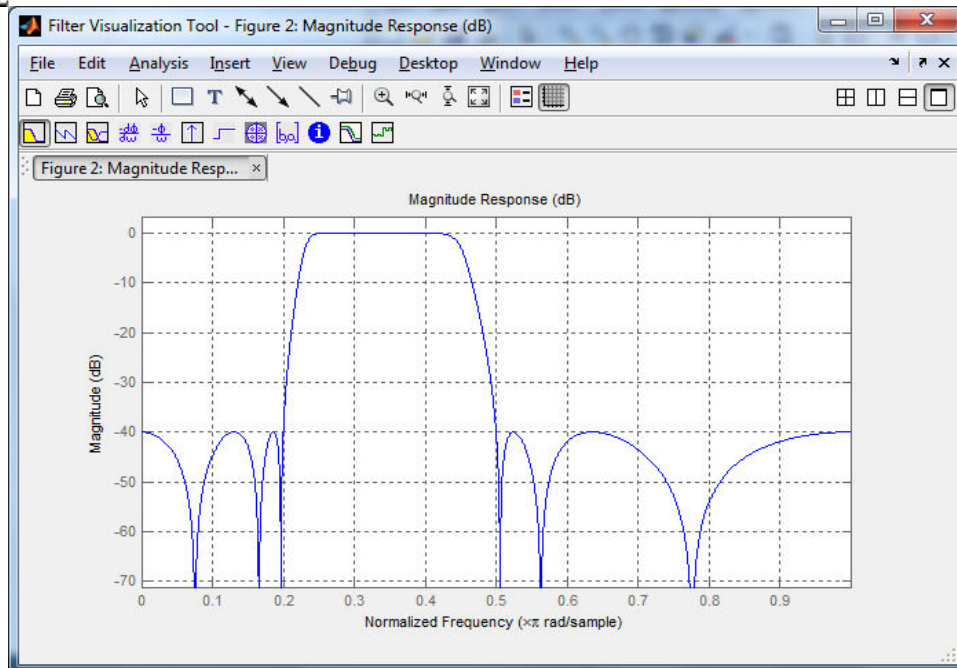 Filter Visualization Tool - Figure 2: Magnitude Response (dB)
File Edit Analysis Insert View Debug Desktop Window Help
Figure 2: Magnitude Resp... ×
Magnitude Response (dB)
0
-10
-20
-30
-40
-50
-60
-70
Magnitude (dB)
0 0.1 0.2 0.3 0.4 0.5 0.6 0.7 0.8 0.9
Normalized Frequency (×π rad/sample)